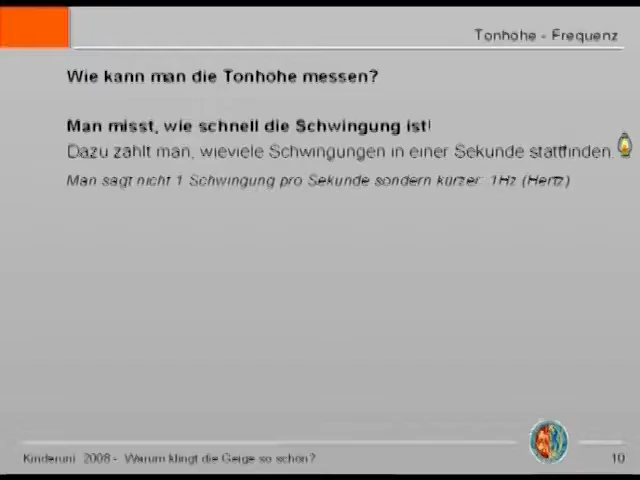 Tonhöhe - Frequenz
Wie kann man die Tonhöhe messen?
Man misst, wie schnell die Schwingung ist!
Dazu zählt man, wieviele Schwingungen in einer Sekunde stattfinden.
Man sagt nicht 1 Schwingung pro Sekunde sondern kürzer: 1Hz (Hertz)
Kinderuni 2008 - Warum klingt die Geige so schön?
10